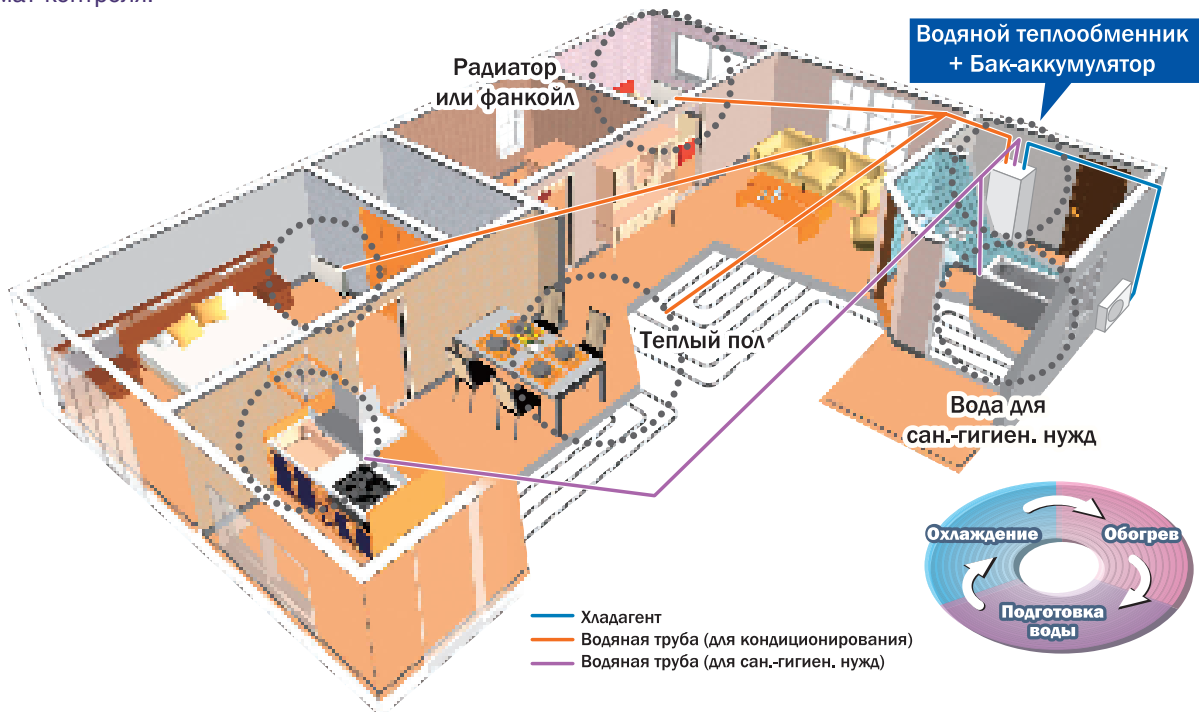 контроля.
Водяной теплообменник
+ Бак-аккумулятор
Радиатор
или фанкойл
Теплый пол
Вода для
сан.-гигиен. нужд
Охлаждение
Обогрев
Подготовка
воды
Хладагент
Водяная труба (для кондиционирования)
Водяная труба (для сан.-гигиен. нужд)